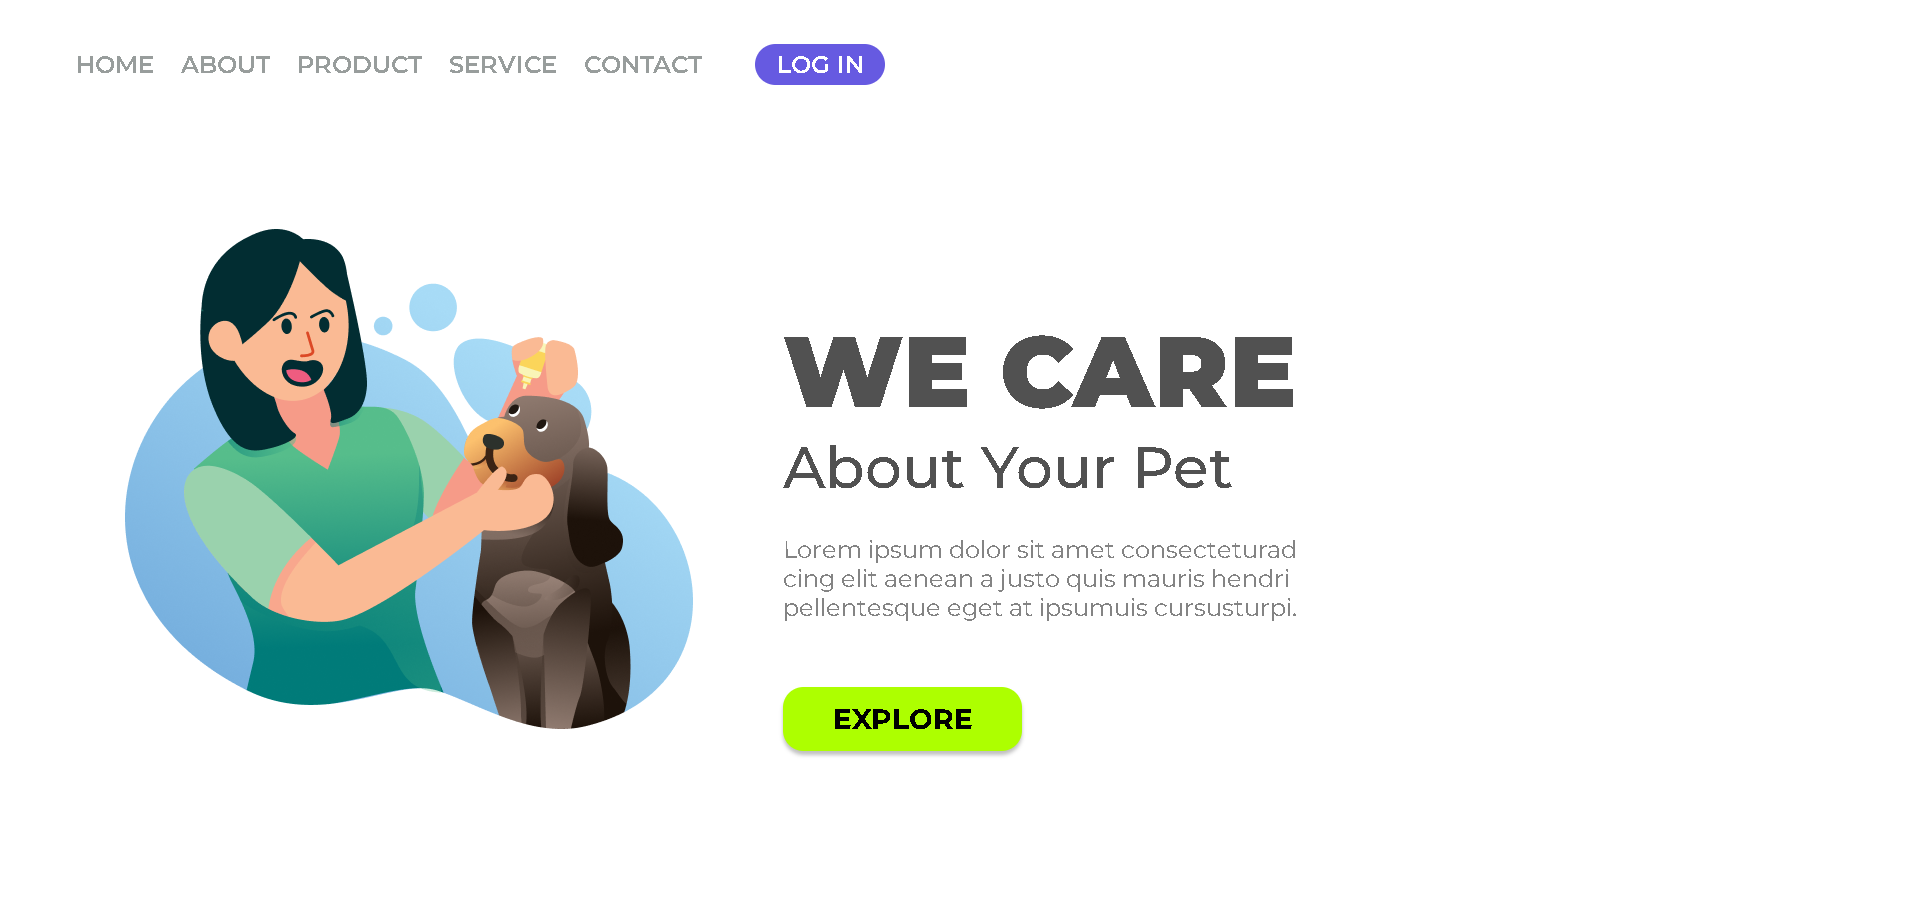 HOME ABOUT PRODUCT SERVICE CONTACT LOG IN
WE CARE
About Your Pet
Lorem ipsum dolor sit amet consecteturad
cing elit aenean a justo quis mauris hendri
pellentesque eget at ipsumuis cursusturpi.
EXPLORE